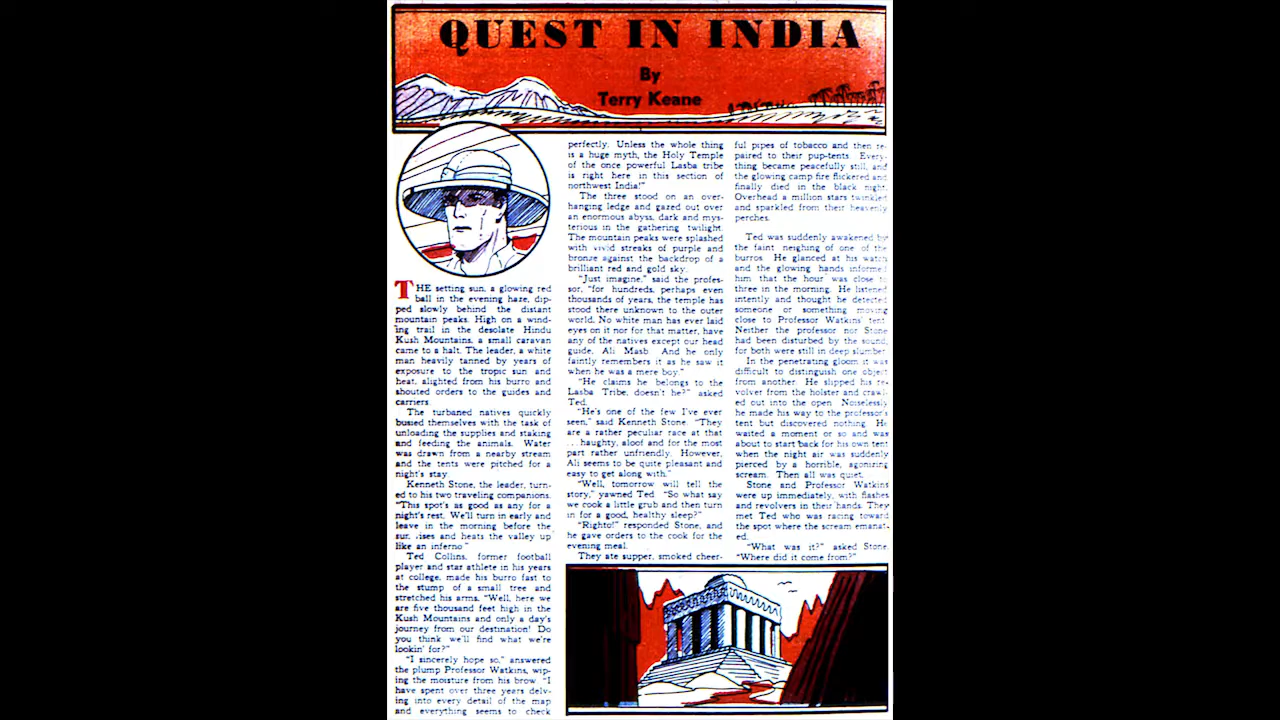 QUEST IN INDIA
By
Terry Keane
THE setting sun, a glowing red
ball in the evening haze, dip-
ped slowly behind the distant
mountain peaks. High on a wind-
ing trail in the desolate Hindu
Kush Mountains, a small caravan
came to a halt. The leader, a white
man heavily tanned by years of
exposure to the tropic sun and
heat, alighted from his burro and
shouted orders to the guides and
carriers.
The turbaned natives quickly
busied themselves with the task of
unloading the supplies and staking
and feeding the animals. Water
was drawn from a nearby stream
and the tents were pitched for a
night's stay
Kenneth Stone, the leader, turn-
ed to his two traveling companions.
"This spot's as good as any for a
night's rest. We'll turn in early and
leave in the morning before the
sun rises and heats the valley up
like an inferno"
Ted Collins, former football
player and star athlete in his years
at college, made his burro fast to
the stump of a small tree and
stretched his arms. "Well, here we
are five thousand feet high in the
Kush Mountains and only a day's
journey from our destination! Do
you think we'll find what we're
lookin' for?"
"I sincerely hope so," answered
the plump Professor Watkins, wip-
ing the moisture from his brow "I
have spent over three years delv-
ing into every detail of the map
and everything seems to check
perfectly. Unless the whole thing
is a huge myth, the Holy Temple
of the once powerful Lasba tribe
is right here in this section of
northwest India!"
The three stood on an over-
hanging ledge and gazed out over
an enormous abyss, dark and mys-
terious in the gathering twilight.
The mountain peaks were splashed
with vivid streaks of purple and
bronze against the backdrop of a
brilliant red and gold sky.
"Just imagine," said the profes-
sor, "for hundreds, perhaps even
thousands of years, the temple has
stood there unknown to the outer
world. No white man has ever laid
eyes on it nor for that matter, have
any of the natives except our head
guide, Ali Masb And he only
faintly remembers it as he saw it
when he was a mere boy."
"He claims he belongs to the
Lasba Tribe, doesn't he?" asked
Ted.
"He's one of the few I've ever
seen," said Kenneth Stone. "They
are a rather peculiar race at that
... haughty, aloof and for the most
part rather unfriendly. However,
Ali seems to be quite pleasant and
easy to get along with."
"Well, tomorrow will tell the
story," yawned Ted "So what say
we cook a little grub and then turn
in for a good, healthy sleep?"
"Righto!" responded Stone, and
he gave orders to the cook for the
evening meal.
They ate supper, smoked cheer-
ful pipes of tobacco and then re-
paired to their pup-tents. Every-
thing became peacefully still, and
the glowing camp fire flickered and
finally died in the black night.
Overhead a million stars twinkled
and sparkled from their heavenly
perches.
Ted was suddenly awakened by
the faint neighing of one of the
burros He glanced at his watch
and the glowing hands informed
him that the hour was close to
three in the morning. He listened
intently and thought he detected
someone or something moving
close to Professor Watkins' tent
Neither the professor nor Stone
had been disturbed by the sound,
for both were still in deep slumber
In the penetrating gloom it was
difficult to distinguish one object
from another He slipped his re-
volver from the holster and crawl-
ed out into the open Noiselessly
he made his way to the professor's
tent but discovered nothing He
waited a moment or so and was
about to start back for his own tent
when the night air was suddenly
pierced by a horrible, agonizing
scream. Then all was quiet.
Stone and Professor Watkins
were up immediately, with flashes
and revolvers in their hands. They
met Ted who was racing toward
the spot where the scream emanat-
ed.
"What was it?" asked Stone.
"Where did it come from?"